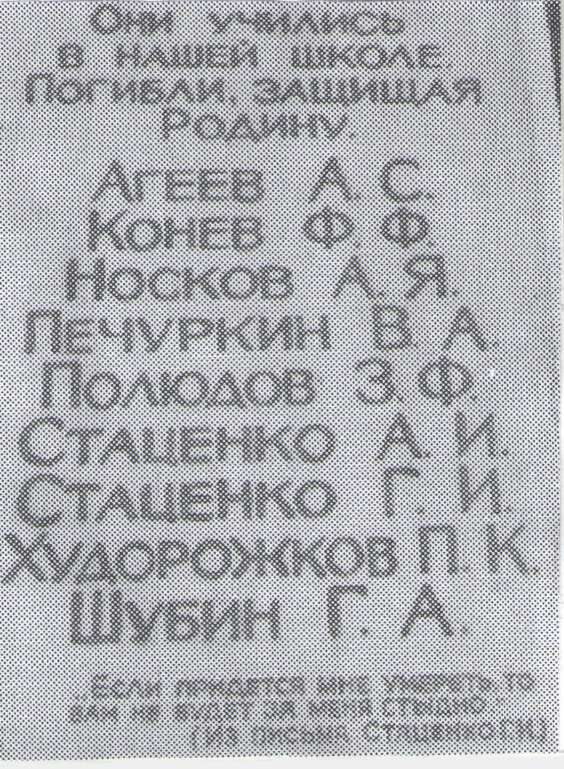 Они учились
в нашей школе.
Погибли, защищая
Родину.
Агеев А. С.
Конев Ф. Ф.
Носков А. Я.
Печуркин В. А.
Полюдов З. Ф.
Стаценко А. И.
Стаценко Г. И.
Худорожков П. К.
Шубин Г. А.
„Если придется мне умереть, то
вам не будет за меня стыдно."
[Из письма Стаценко Г.И]